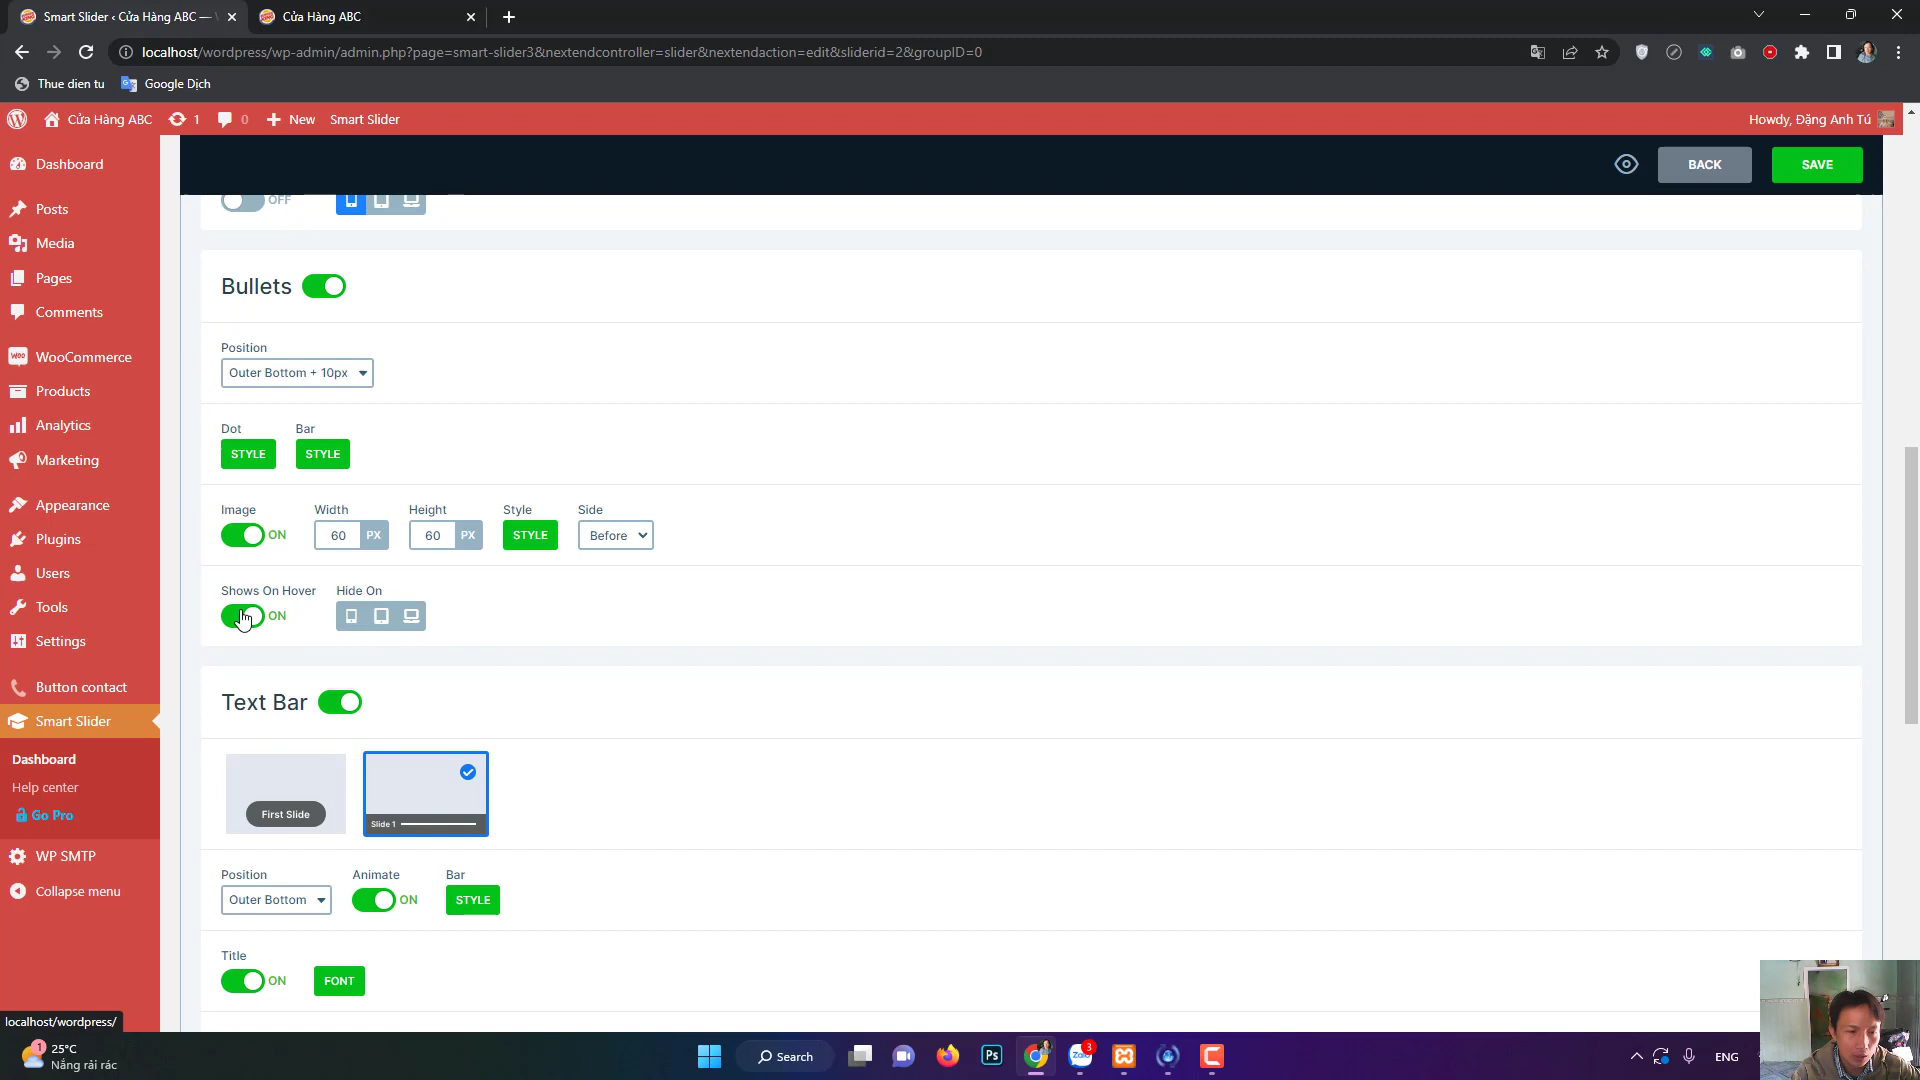 Smart Slider ‹ Cửa Hàng ABC —
Cửa Hàng ABC
localhost/wordpress/wp-admin/admin.php?page=smart-slider3&nextendcontroller=slider&nextendaction=edit&sliderid=2&groupID=0
Thue dien tu
Google Dịch
Cửa Hàng ABC
1
0
New
Smart Slider
Howdy, Đặng Anh Tú
BACK
SAVE
Dashboard
Posts
Media
Pages
Comments
WooCommerce
Products
Analytics
Marketing
Appearance
Plugins
Users
Tools
Settings
Button contact
Smart Slider
Dashboard
Help center
Go Pro
WP SMTP
Collapse menu
OFF
Bullets
Position
Outer Bottom + 10px
Dot
Bar
STYLE
STYLE
Image
Width
Height
Style
Side
ON
60 PX
60 PX
STYLE
Before
Shows On Hover
Hide On
ON
Text Bar
First Slide
Slide 1
Position
Animate
Bar
Outer Bottom
ON
STYLE
Title
ON
FONT
localhost/wordpress/
1
25°C
Nắng rải rác
Search
Ps
Zalo
3
ENG